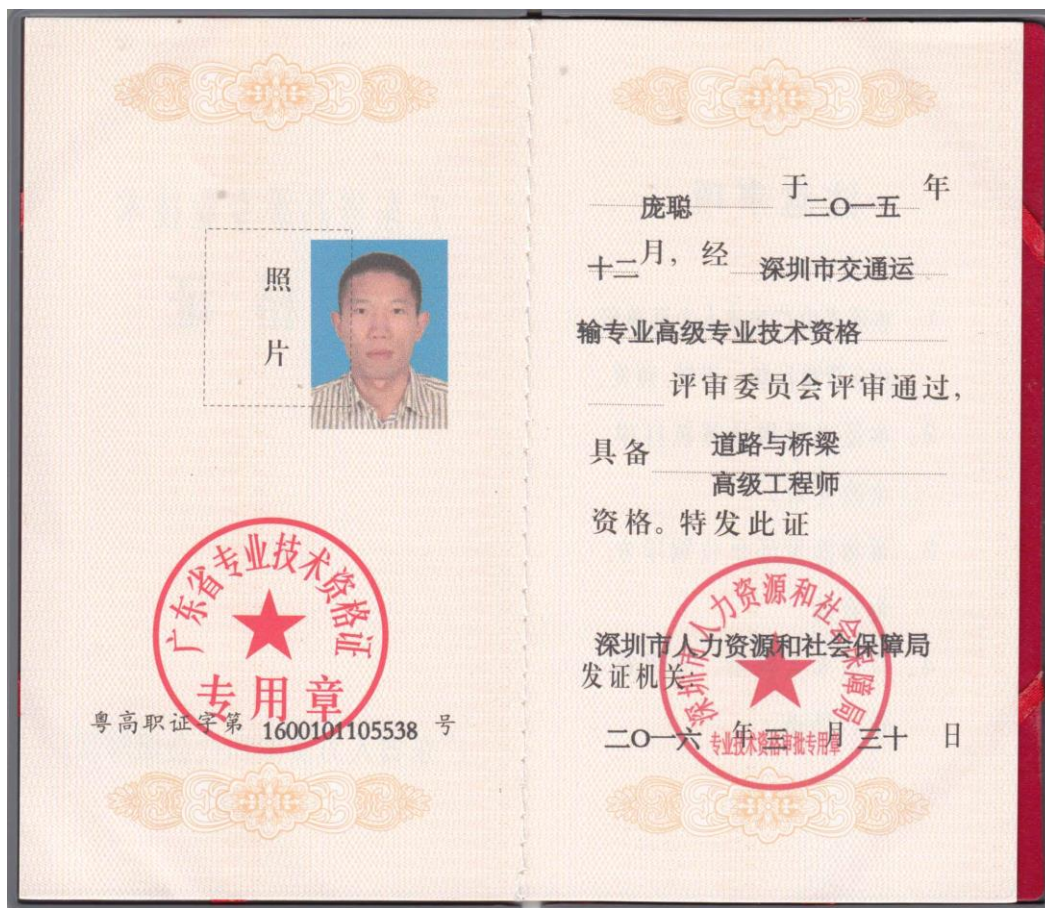 照
片
广东省专业技术资格证
专用章
粤高职证字第 1600101105538 号
庞聪 于 二O一五 年
十二 月，经 深圳市交通运
输专业高级专业技术资格
评审委员会评审通过，
具备 道路与桥梁
高级工程师
资格。特发此证
深圳市人力资源和社会保障局
深圳市人力资源和社会保障局
发证机关：
二O一六 年 三 月 三十 日
专业技术资格审批专用章